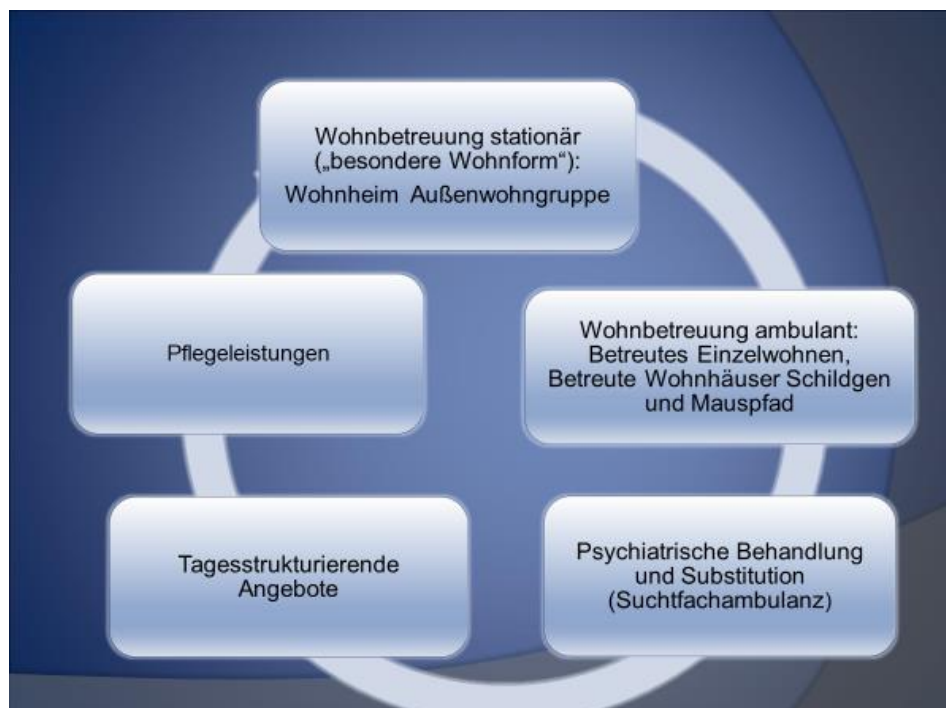 Wohnbetreuung stationär
(„besondere Wohnform“):
Wohnheim Außenwohngruppe
Wohnbetreuung ambulant:
Betreutes Einzelwohnen,
Betreute Wohnhäuser Schildgen
und Mauspfad
Psychiatrische Behandlung
und Substitution
(Suchtfachambulanz)
Tagesstrukturierende
Angebote
Pflegeleistungen